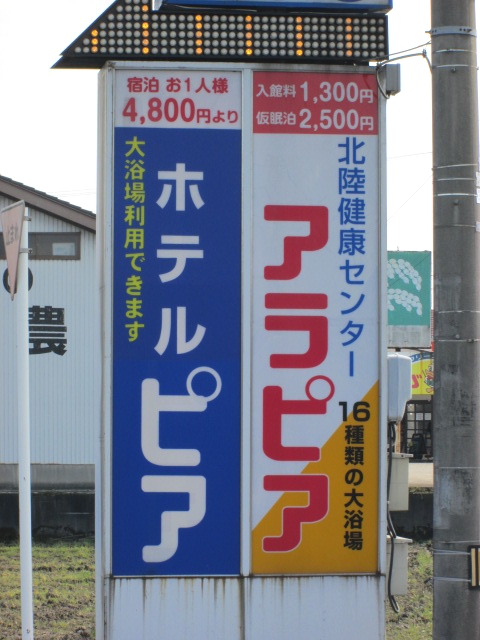 宿泊 お1人様
4,800円より
大浴場利用できます
ホテル
ピア
入館料 1,300円
仮眠泊 2,500円
北陸健康センター
アラピア
16種類の大浴場
農